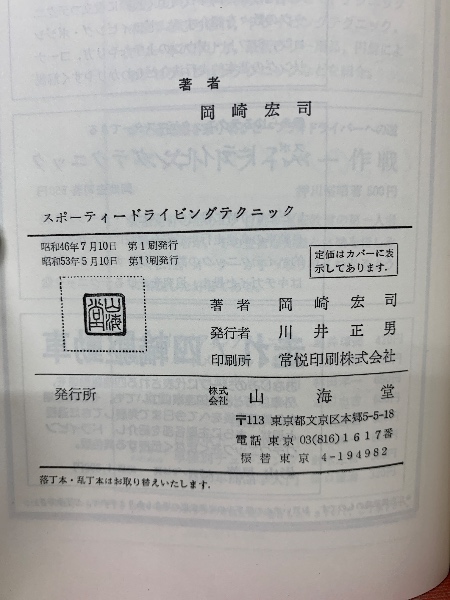 著者
岡崎宏司
スポーティードライビングテクニック
昭和46年7月10日 第1刷発行
昭和53年5月10日
定価はカバーに表
示してあります.
山海堂
著者 岡崎宏司
発行者 川井正男
印刷所 常悦印刷株式会社
発行所 株式会社 山海堂
〒113 東京都文京区本郷5-5-18
電話 東京 03(816)1617番
振替 東京 4-194982
落丁本・乱丁本はお取り替えいたします.